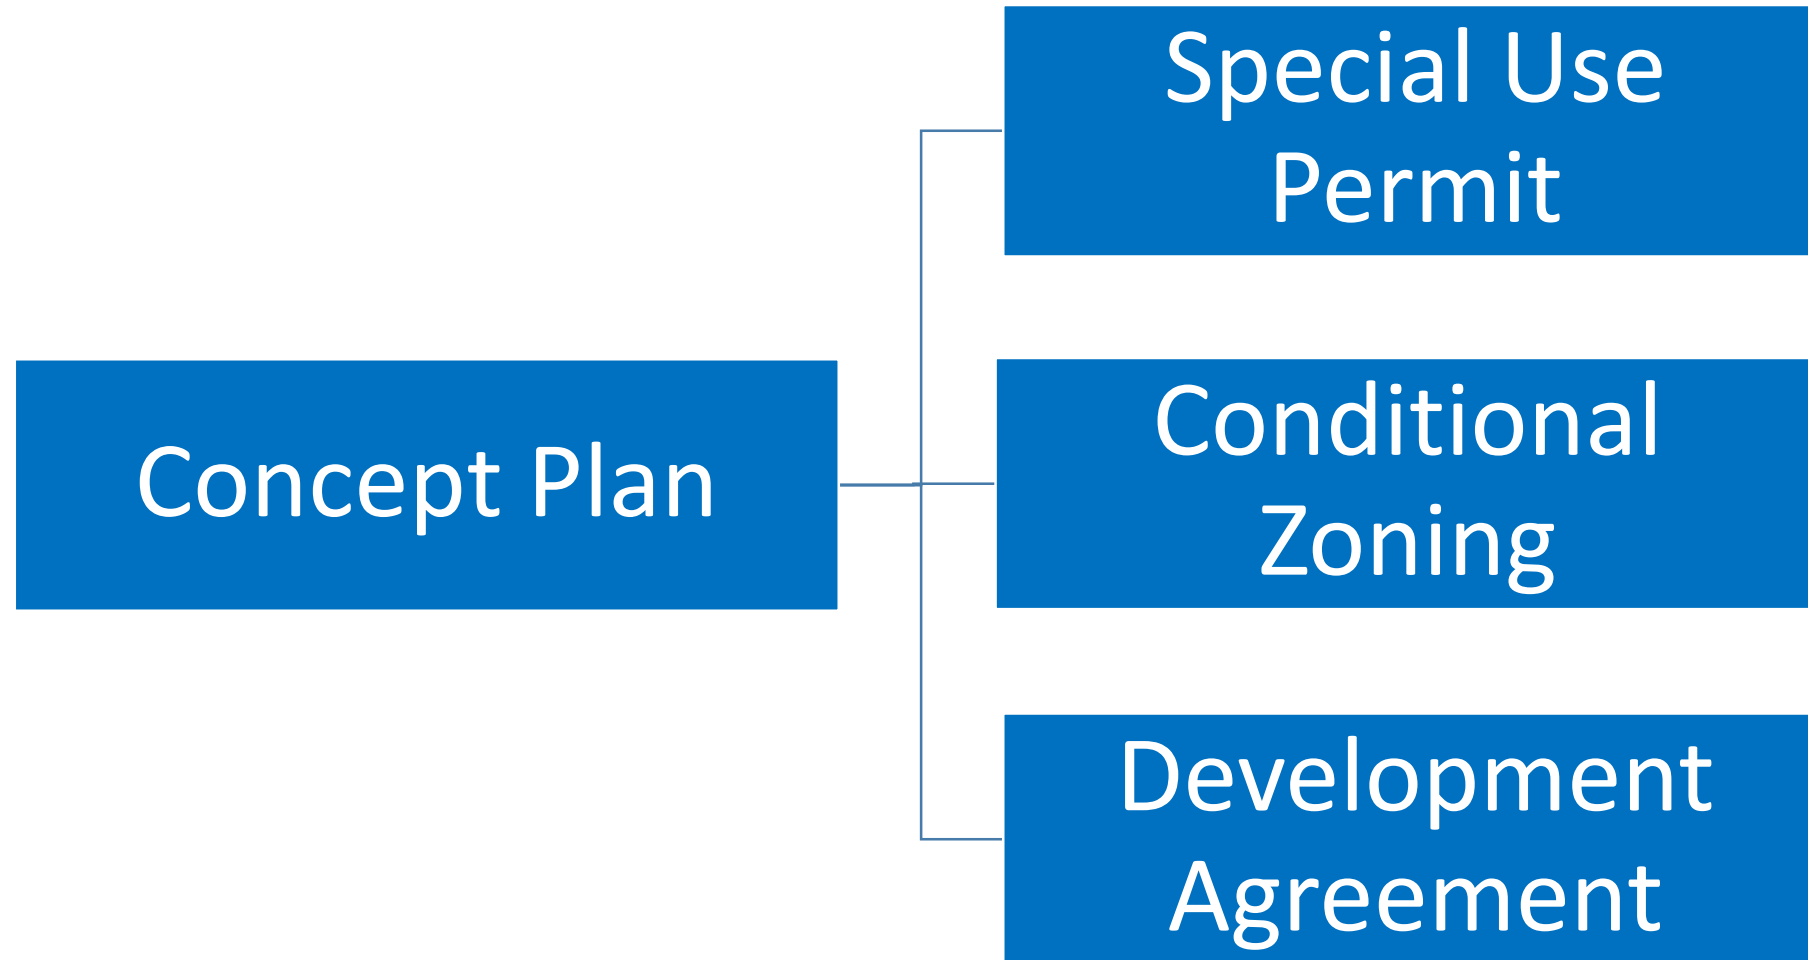 Special Use
Permit
Concept Plan
Conditional
Zoning
Development
Agreement